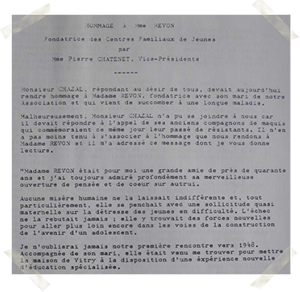 HOMMAGE à Mme REVON
Fondatrice des Centres Familiaux de Jeunes
par
Mme Pierre CHATENET, Vice-Présidente
------
Monsieur CHAZAL, répondant au désir de tous, devait aujourd'hui
rendre hommage à Madame REVON, Fondatrice avec son mari de notre
Association et qui vient de succomber à une longue maladie.
Malheureusement, Monsieur CHAZAL n'a pu se joindre à nous car
il devait répondre à l'appel de ses anciens compagnons de Maquis
qui commémoraient ce même jour leur passé de résistants. Il n'en
a pas moins tenu à s'associer à l'hommage que nous rendons à
Madame REVON et il m'a adressé ce message dont je vous donne
lecture.
"Madame REVON était pour moi une grande amie de près de quarante
ans et j'ai toujours admiré profondément sa merveilleuse
ouverture de pensée et de coeur sur autrui.
Aucune misère humaine ne la laissait indifférente et, tout
particulièrement, elle se penchait avec une sollicitude quasi
maternelle sur la détresse des jeunes en difficulté. L'échec
ne la rebutait jamais ; elle y trouvait des forces nouvelles
pour aller plus loin encore dans les voies de la construction
de l'avenir d'un adolescent.
Je n'oublierai jamais notre première rencontre vers 1948.
Accompagnée de son mari, elle était venue me trouver pour mettre
sa maison de Vitry à la disposition d'une expérience nouvelle
d'éducation spécialisée.